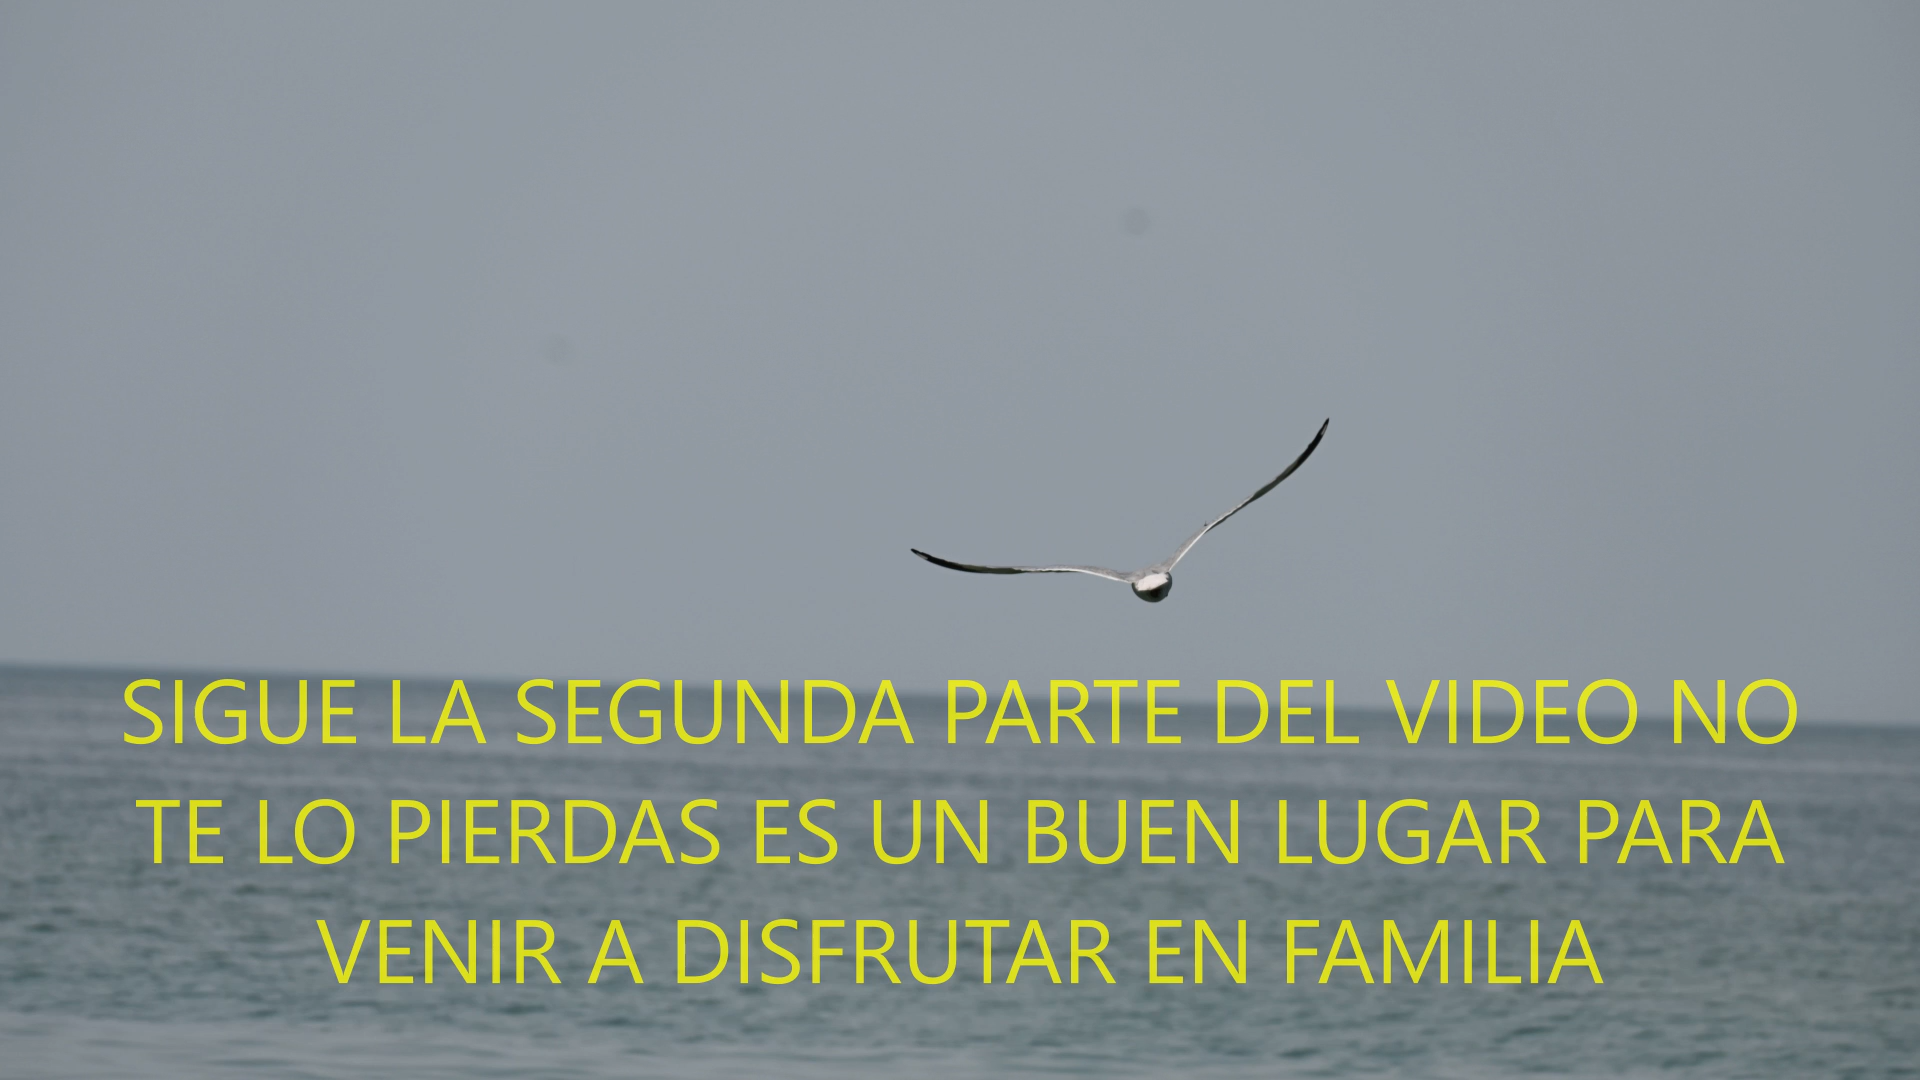 SIGUE LA SEGUNDA PARTE DEL VIDEO NO
TE LO PIERDAS ES UN BUEN LUGAR PARA
VENIR A DISFRUTAR EN FAMILIA